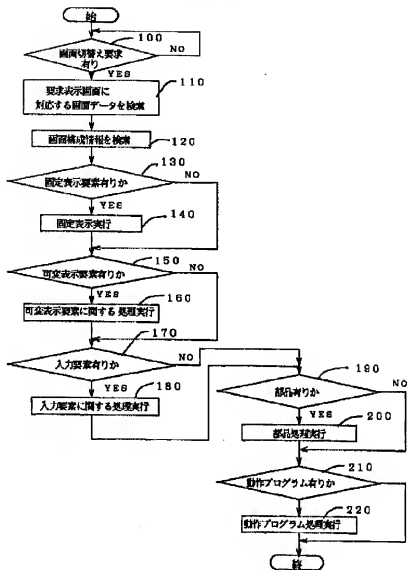 始
100
画面切替え要求
有り
NO
YES
110
要求表示画面に
対応する画面データを検索
120
画面構成情報を検索
130
固定表示要素有りか
NO
YES
140
固定表示実行
150
可変表示要素有りか
NO
YES
160
可変表示要素に関する処理実行
170
入力要素有りか
NO
YES
180
入力要素に関する処理実行
190
部品有りか
NO
YES
200
部品処理実行
210
動作プログラム有りか
220
動作プログラム処理実行
終